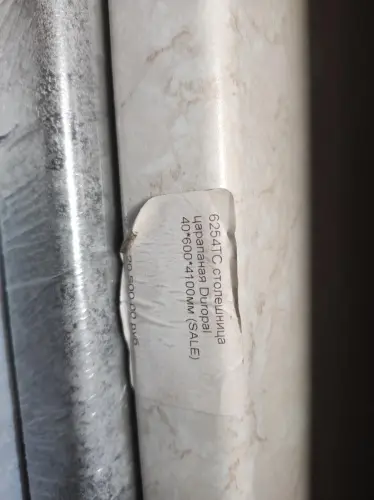 6254TC столешница
царапаная Duropal
40*600*4100мм (SALE)